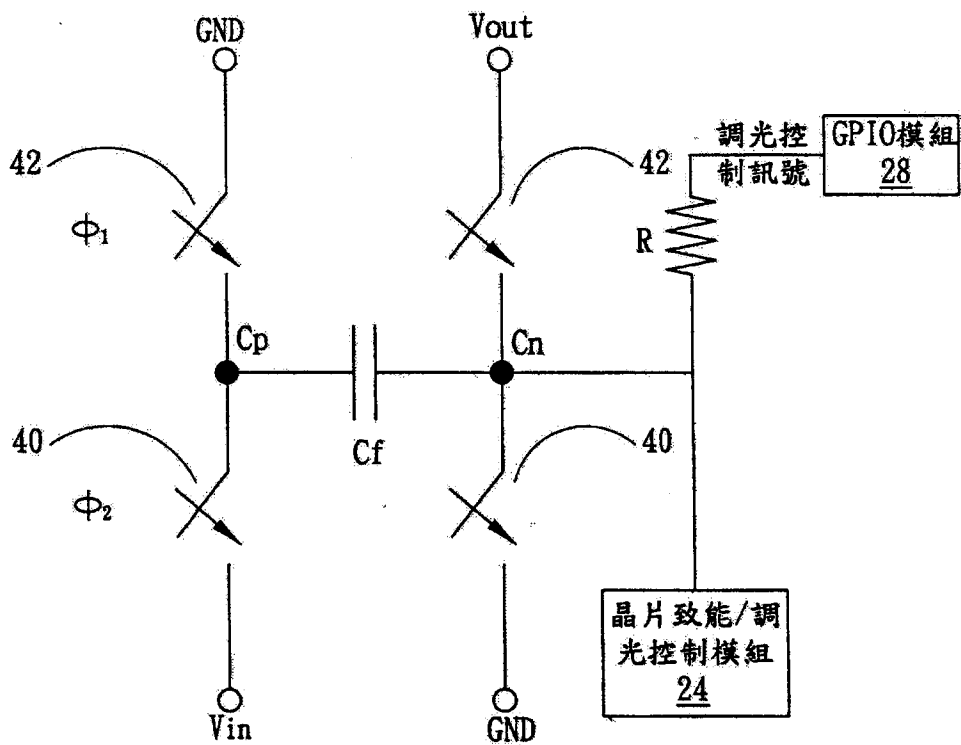 GND
Vout
調光控
制訊號
GPIO模組
28
42
42
ϕ₁
R
Cp
Cn
Cf
40
40
ϕ₂
晶片致能/調
光控制模組
24
Vin
GND